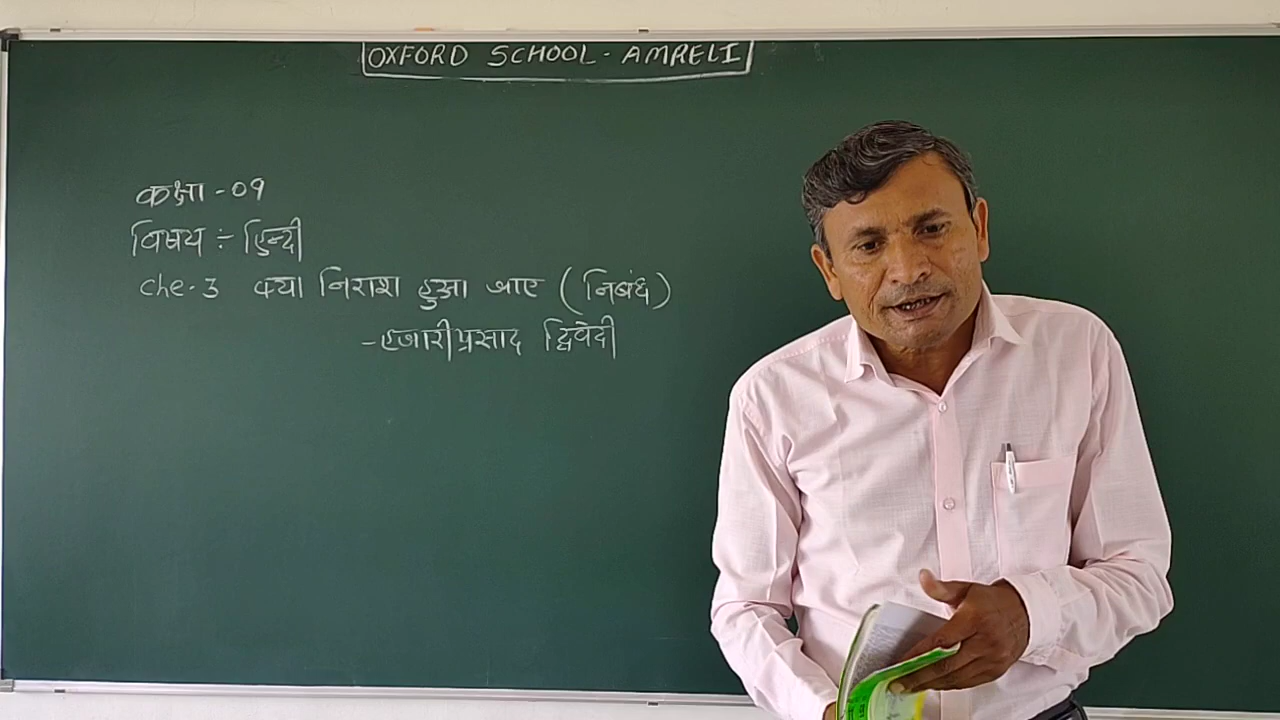 OXFORD SCHOOL - AMRELI
कक्षा - 09
विषय :- हिन्दी
che - 3 क्या निराश हुआ जाए ( निबंध )
- हजारीप्रसाद द्विवेदी